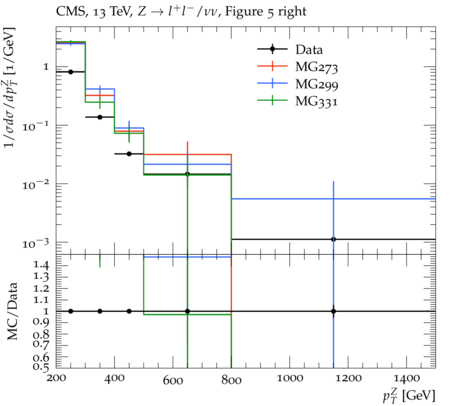 CMS, 13 TeV, Z → l⁺l⁻/νν, Figure 5 right
1/σdσ/dp_T^Z [1/GeV]
Data
MG273
MG299
MG331
1
10⁻¹
10⁻²
10⁻³
MC/Data
1.4
1.3
1.2
1.1
1
0.9
0.8
0.7
0.6
0.5
200 400 600 800 1000 1200 1400
p_T^Z [GeV]